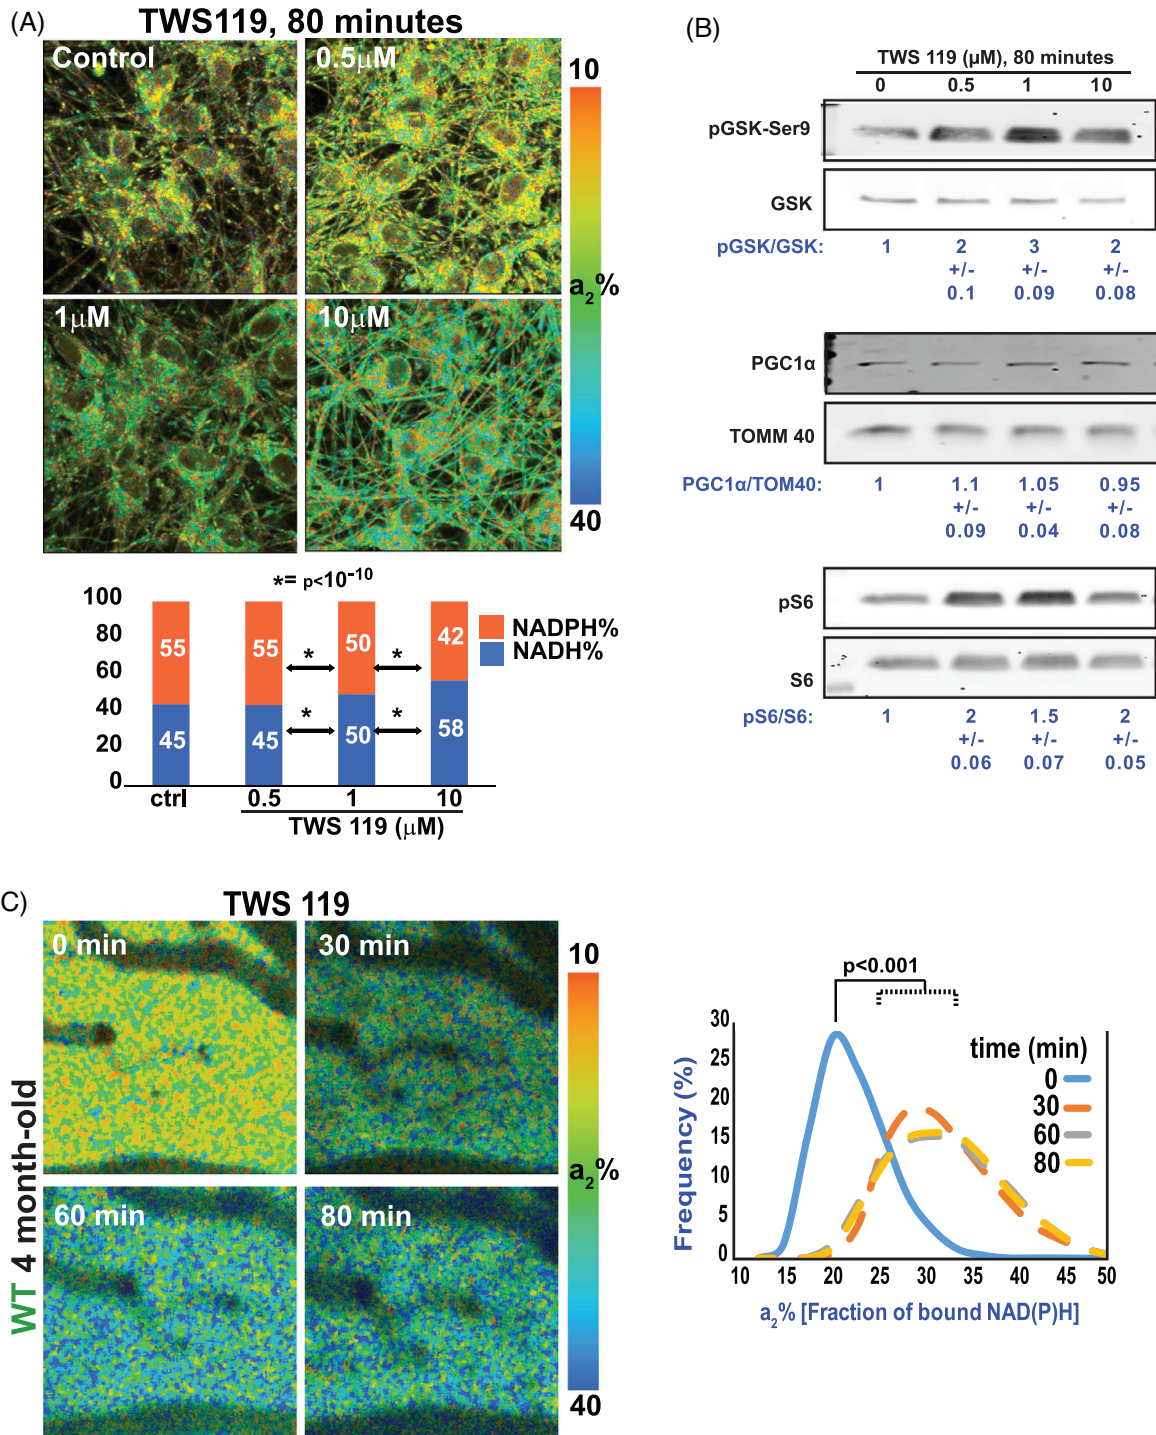 (A)
TWS119, 80 minutes
Control
0.5μM
1μM
10μM
10
a2%
40
*= p<10-10
100
80
60
40
20
0
55
55
50
42
45
45
50
58
*
*
*
*
NADPH%
NADH%
ctrl
0.5
1
10
TWS 119 (μM)
(B)
TWS 119 (μM), 80 minutes
0 0.5 1 10
pGSK-Ser9
GSK
pGSK/GSK: 1 2 3 2
+/- +/- +/-
0.1 0.09 0.08
PGC1α
TOMM 40
PGC1α/TOM40: 1 1.1 1.05 0.95
+/- +/- +/-
0.09 0.04 0.08
pS6
S6
pS6/S6: 1 2 1.5 2
+/- +/- +/-
0.06 0.07 0.05
C)
TWS 119
WT 4 month-old
0 min
30 min
60 min
80 min
10
a2%
40
p<0.001
Frequency (%)
30
25
20
15
10
5
0
time (min)
0
30
60
80
10 15 20 25 30 35 40 45 50
a2% [Fraction of bound NAD(P)H]